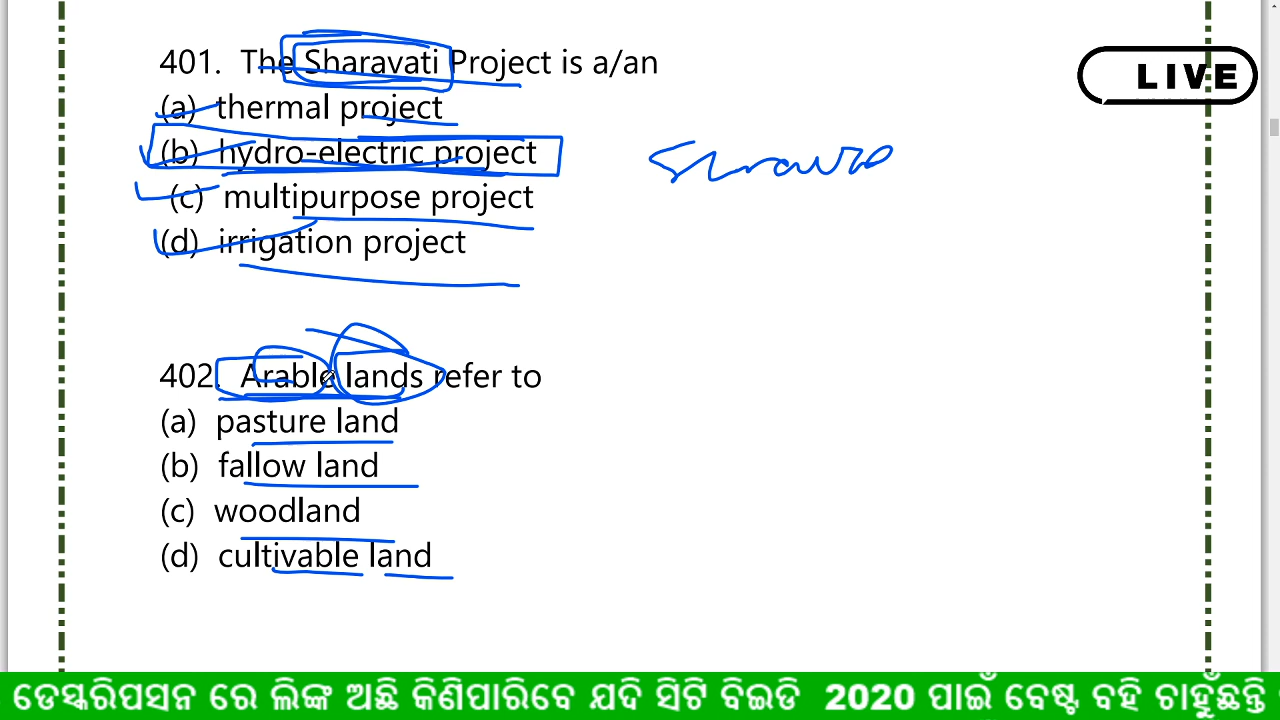 401. The Sharavati Project is a/an
LIVE
(a) thermal project
(b) hydro-electric project
(c) multipurpose project
(d) irrigation project
402. Arable lands refer to
(a) pasture land
(b) fallow land
(c) woodland
(d) cultivable land
ଡେସ୍କରିପସନ ରେ ଲିଙ୍କ ଅଛି କିଣିପାରିବେ ଯଦି ସିଟି ବିଇଡି 2020 ପାଇଁ ବେଷ୍ଟ ବହି ଚାହୁଁଛନ୍ତି